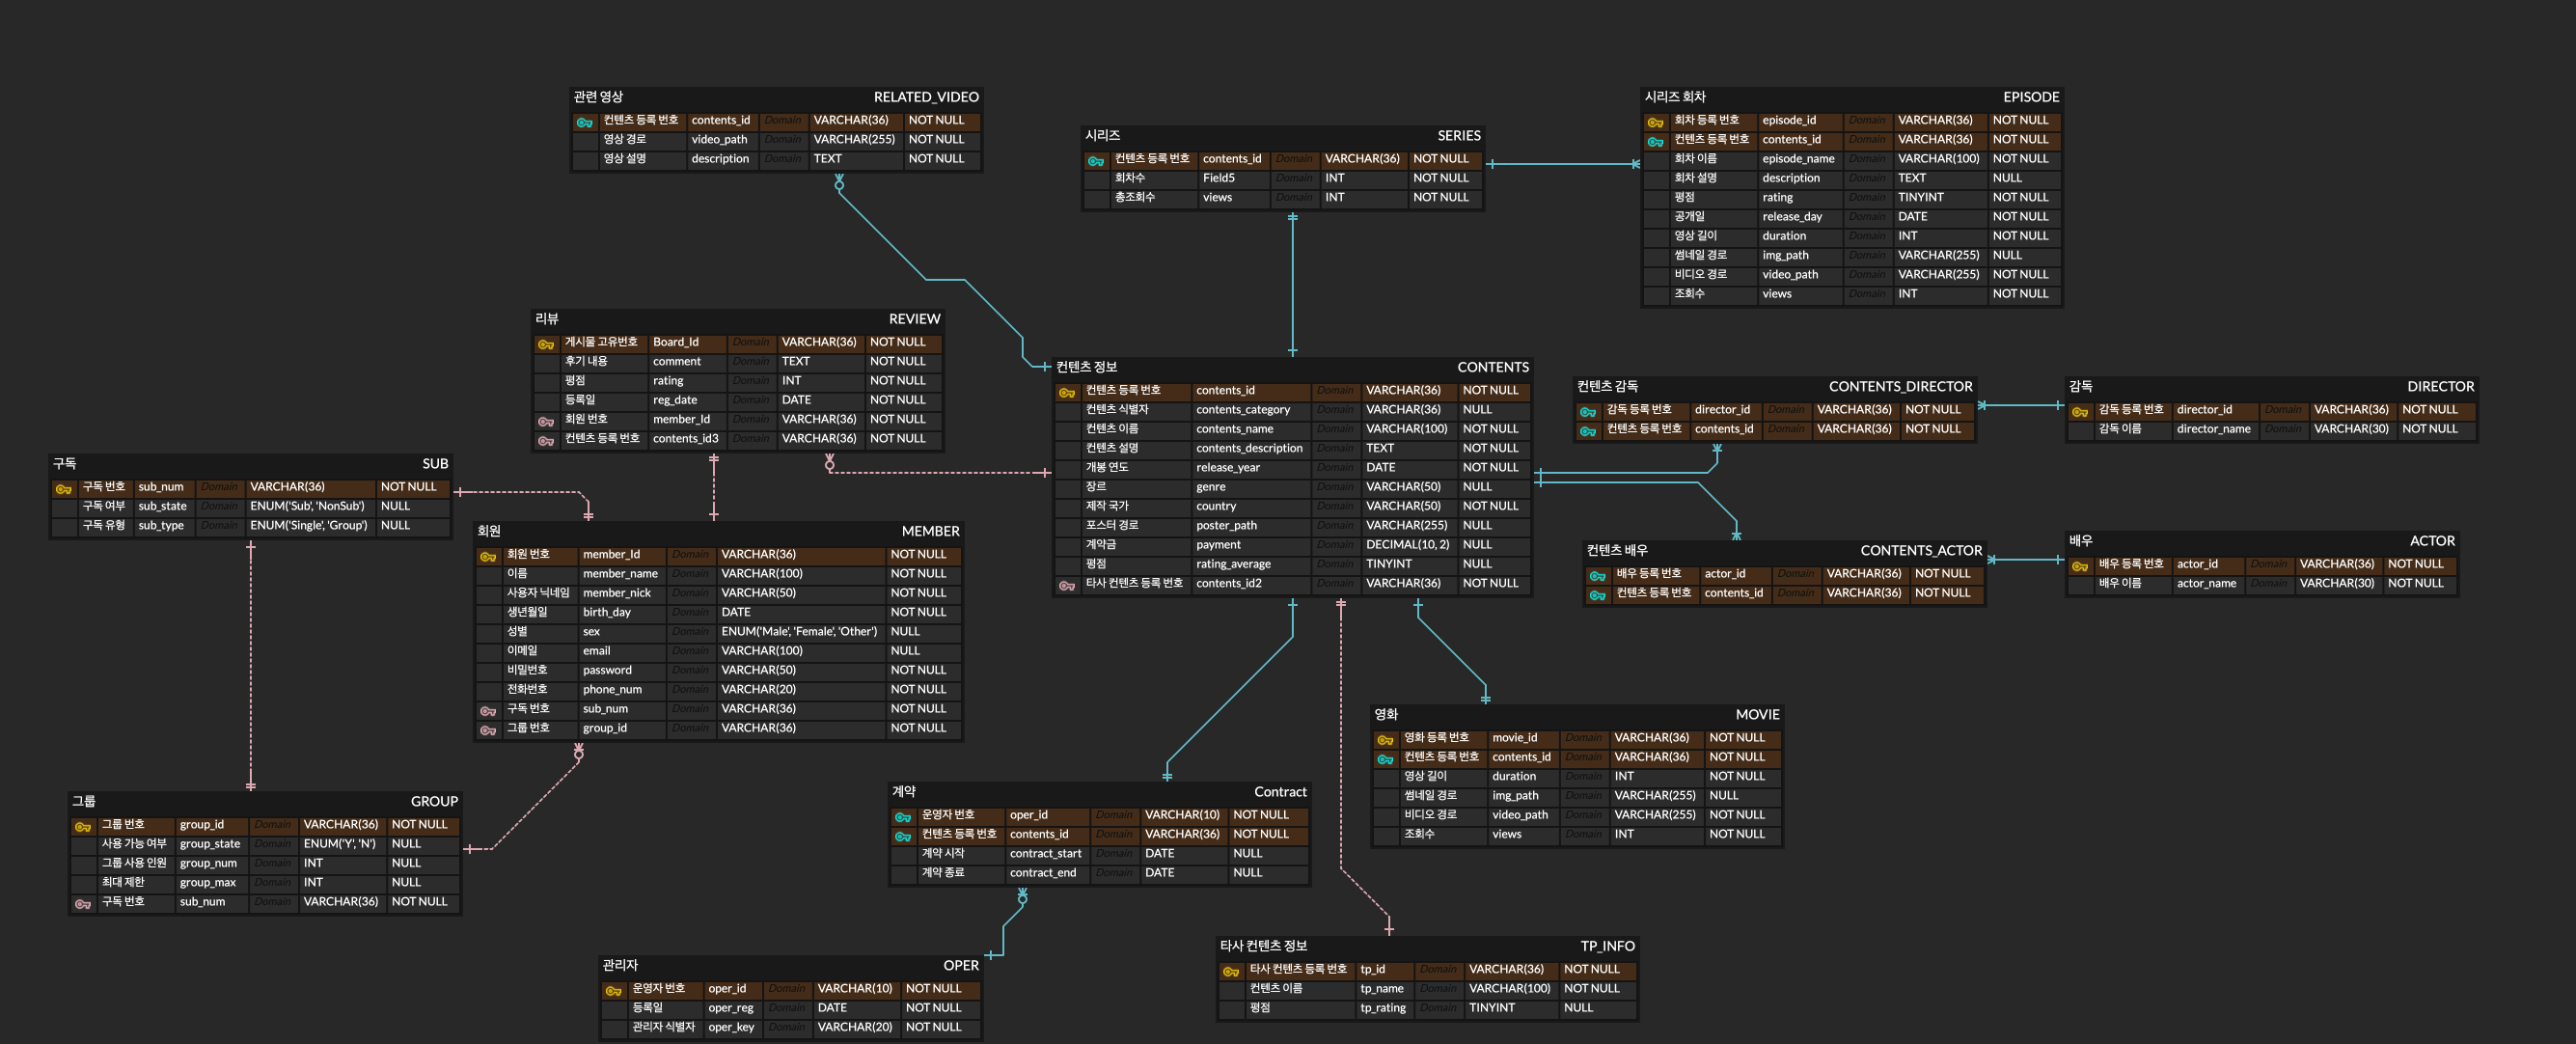 관련 영상 RELATED_VIDEO
컨텐츠 등록 번호 contents_id Domain VARCHAR(36) NOT NULL
영상 경로 video_path Domain VARCHAR(255) NOT NULL
영상 설명 description Domain TEXT NOT NULL
시리즈 SERIES
컨텐츠 등록 번호 contents_id Domain VARCHAR(36) NOT NULL
회차수 Field5 Domain INT NOT NULL
총조회수 views Domain INT NOT NULL
시리즈 회차 EPISODE
회차 등록 번호 episode_id Domain VARCHAR(36) NOT NULL
컨텐츠 등록 번호 contents_id Domain VARCHAR(36) NOT NULL
회차 이름 episode_name Domain VARCHAR(100) NOT NULL
회차 설명 description Domain TEXT NULL
평점 rating Domain TINYINT NOT NULL
공개일 release_day Domain DATE NOT NULL
영상 길이 duration Domain INT NOT NULL
썸네일 경로 img_path Domain VARCHAR(255) NULL
비디오 경로 video_path Domain VARCHAR(255) NOT NULL
조회수 views Domain INT NOT NULL
리뷰 REVIEW
게시물 고유번호 Board_Id Domain VARCHAR(36) NOT NULL
후기 내용 comment Domain TEXT NOT NULL
평점 rating Domain INT NOT NULL
등록일 reg_date Domain DATE NOT NULL
회원 번호 member_Id Domain VARCHAR(36) NOT NULL
컨텐츠 등록 번호 contents_id3 Domain VARCHAR(36) NOT NULL
컨텐츠 정보 CONTENTS
컨텐츠 등록 번호 contents_id Domain VARCHAR(36) NOT NULL
컨텐츠 식별자 contents_category Domain VARCHAR(36) NULL
컨텐츠 이름 contents_name Domain VARCHAR(100) NOT NULL
컨텐츠 설명 contents_description Domain TEXT NOT NULL
개봉 연도 release_year Domain DATE NOT NULL
장르 genre Domain VARCHAR(50) NULL
제작 국가 country Domain VARCHAR(50) NOT NULL
포스터 경로 poster_path Domain VARCHAR(255) NULL
계약금 payment Domain DECIMAL(10, 2) NULL
평점 rating_average Domain TINYINT NULL
타사 컨텐츠 등록 번호 contents_id2 Domain VARCHAR(36) NOT NULL
컨텐츠 감독 CONTENTS_DIRECTOR
감독 등록 번호 director_id Domain VARCHAR(36) NOT NULL
컨텐츠 등록 번호 contents_id Domain VARCHAR(36) NOT NULL
감독 DIRECTOR
감독 등록 번호 director_id Domain VARCHAR(36) NOT NULL
감독 이름 director_name Domain VARCHAR(30) NOT NULL
구독 SUB
구독 번호 sub_num Domain VARCHAR(36) NOT NULL
구독 여부 sub_state Domain ENUM('Sub', 'NonSub') NULL
구독 유형 sub_type Domain ENUM('Single', 'Group') NULL
회원 MEMBER
회원 번호 member_Id Domain VARCHAR(36) NOT NULL
이름 member_name Domain VARCHAR(100) NOT NULL
사용자 닉네임 member_nick Domain VARCHAR(50) NOT NULL
생년월일 birth_day Domain DATE NOT NULL
성별 sex Domain ENUM('Male', 'Female', 'Other') NULL
이메일 email Domain VARCHAR(100) NULL
비밀번호 password Domain VARCHAR(50) NOT NULL
전화번호 phone_num Domain VARCHAR(20) NOT NULL
구독 번호 sub_num Domain VARCHAR(36) NOT NULL
그룹 번호 group_id Domain VARCHAR(36) NOT NULL
컨텐츠 배우 CONTENTS_ACTOR
배우 등록 번호 actor_id Domain VARCHAR(36) NOT NULL
컨텐츠 등록 번호 contents_id Domain VARCHAR(36) NOT NULL
배우 ACTOR
배우 등록 번호 actor_id Domain VARCHAR(36) NOT NULL
배우 이름 actor_name Domain VARCHAR(30) NOT NULL
그룹 GROUP
그룹 번호 group_id Domain VARCHAR(36) NOT NULL
사용 가능 여부 group_state Domain ENUM('Y', 'N') NULL
그룹 사용 인원 group_num Domain INT NULL
최대 제한 group_max Domain INT NULL
구독 번호 sub_num Domain VARCHAR(36) NOT NULL
계약 Contract
운영자 번호 oper_id Domain VARCHAR(10) NOT NULL
컨텐츠 등록 번호 contents_id Domain VARCHAR(36) NOT NULL
계약 시작 contract_start Domain DATE NULL
계약 종료 contract_end Domain DATE NULL
영화 MOVIE
영화 등록 번호 movie_id Domain VARCHAR(36) NOT NULL
컨텐츠 등록 번호 contents_id Domain VARCHAR(36) NOT NULL
영상 길이 duration Domain INT NOT NULL
썸네일 경로 img_path Domain VARCHAR(255) NULL
비디오 경로 video_path Domain VARCHAR(255) NOT NULL
조회수 views Domain INT NOT NULL
관리자 OPER
운영자 번호 oper_id Domain VARCHAR(10) NOT NULL
등록일 oper_reg Domain DATE NOT NULL
관리자 식별자 oper_key Domain VARCHAR(20) NOT NULL
타사 컨텐츠 정보 TP_INFO
타사 컨텐츠 등록 번호 tp_id Domain VARCHAR(36) NOT NULL
컨텐츠 이름 tp_name Domain VARCHAR(100) NOT NULL
평점 tp_rating Domain TINYINT NULL